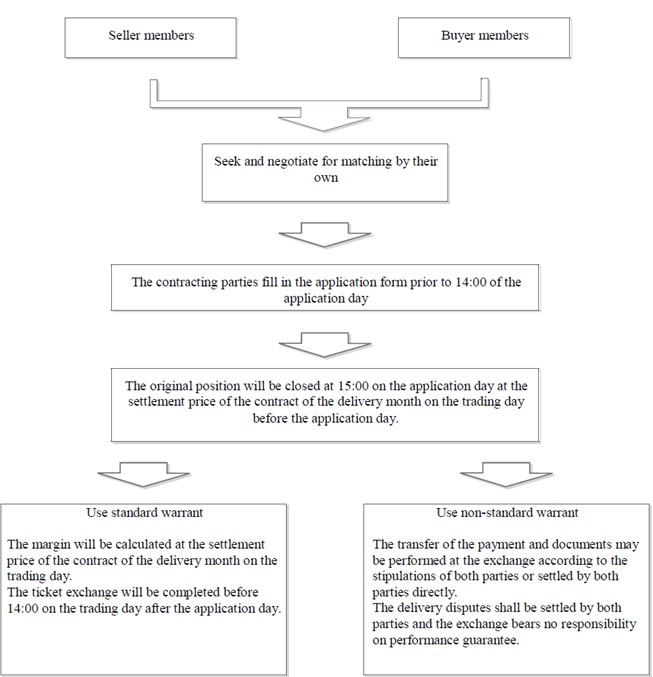 Seller members
Buyer members
Seek and negotiate for matching by their
own
The contracting parties fill in the application form prior to 14:00 of the
application day
The original position will be closed at 15:00 on the application day at the
settlement price of the contract of the delivery month on the trading day
before the application day.
Use standard warrant
The margin will be calculated at the settlement
price of the contract of the delivery month on the
trading day.
The ticket exchange will be completed before
14:00 on the trading day after the application day.
Use non-standard warrant
The transfer of the payment and documents may
be performed at the exchange according to the
stipulations of both parties or settled by both
parties directly.
The delivery disputes shall be settled by both
parties and the exchange bears no responsibility
on performance guarantee.